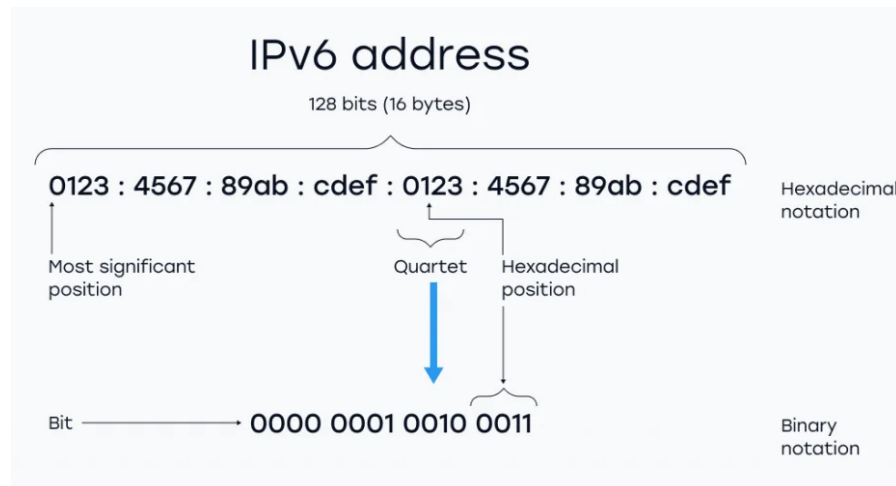 IPv6 address
128 bits (16 bytes)
0123 : 4567 : 89ab : cdef : 0123 : 4567 : 89ab : cdef
Hexadecimal
notation
Most significant
position
Quartet
Hexadecimal
position
Bit
0000 0001 0010 0011
Binary
notation